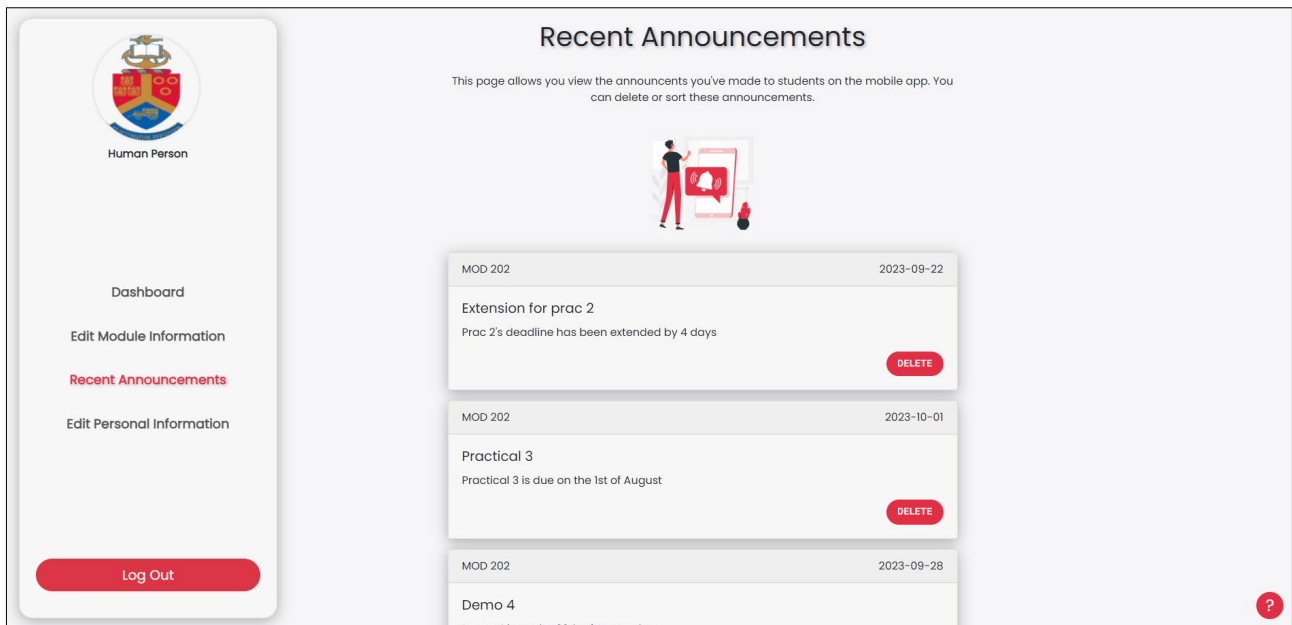 Human Person
Dashboard
Edit Module Information
Recent Announcements
Edit Personal Information
Log Out
Recent Announcements
This page allows you view the announcents you've made to students on the mobile app. You
can delete or sort these announcements.
MOD 202 2023-09-22
Extension for prac 2
Prac 2's deadline has been extended by 4 days
DELETE
MOD 202 2023-10-01
Practical 3
Practical 3 is due on the 1st of August
DELETE
MOD 202 2023-09-28
Demo 4
?